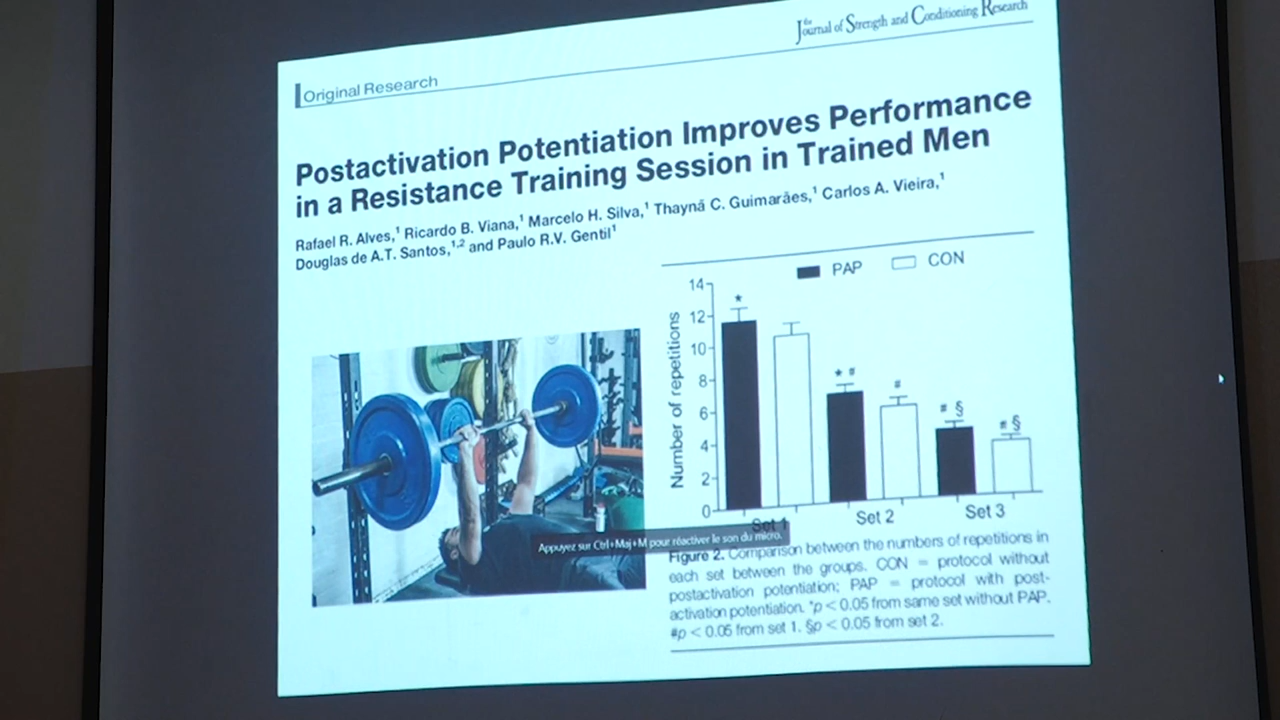 the Journal of Strength and Conditioning Research
Original Research
Postactivation Potentiation Improves Performance
in a Resistance Training Session in Trained Men
Rafael R. Alves,¹ Ricardo B. Viana,¹ Marcelo H. Silva,¹ Thayná C. Guimarães,¹ Carlos A. Vieira,¹
Douglas de A.T. Santos,¹,² and Paulo R.V. Gentil¹
PAP CON
Number of repetitions
14
12
10
8
6
4
2
0
*
* #
#
# §
# §
Set 1 Set 2 Set 3
Appuyez sur Ctrl+Maj+M pour réactiver le son du micro.
Figure 2. Comparison between the numbers of repetitions in
each set between the groups. CON = protocol without
postactivation potentiation; PAP = protocol with post-
activation potentiation. *p < 0.05 from same set without PAP.
#p < 0.05 from set 1. §p < 0.05 from set 2.